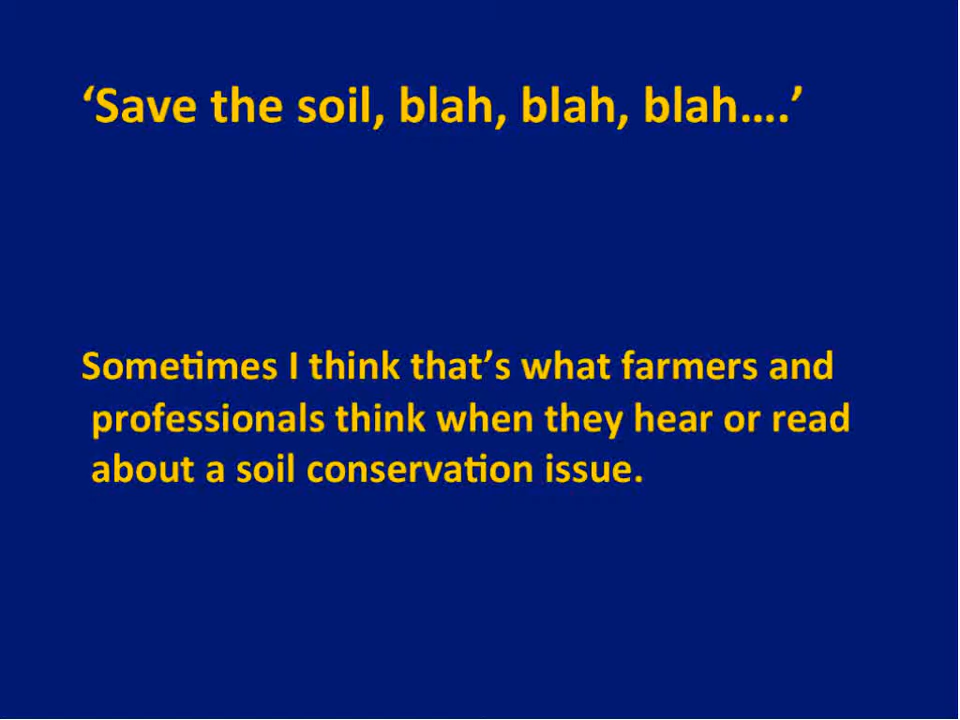 ‘Save the soil, blah, blah, blah….’
Sometimes I think that’s what farmers and
professionals think when they hear or read
about a soil conservation issue.